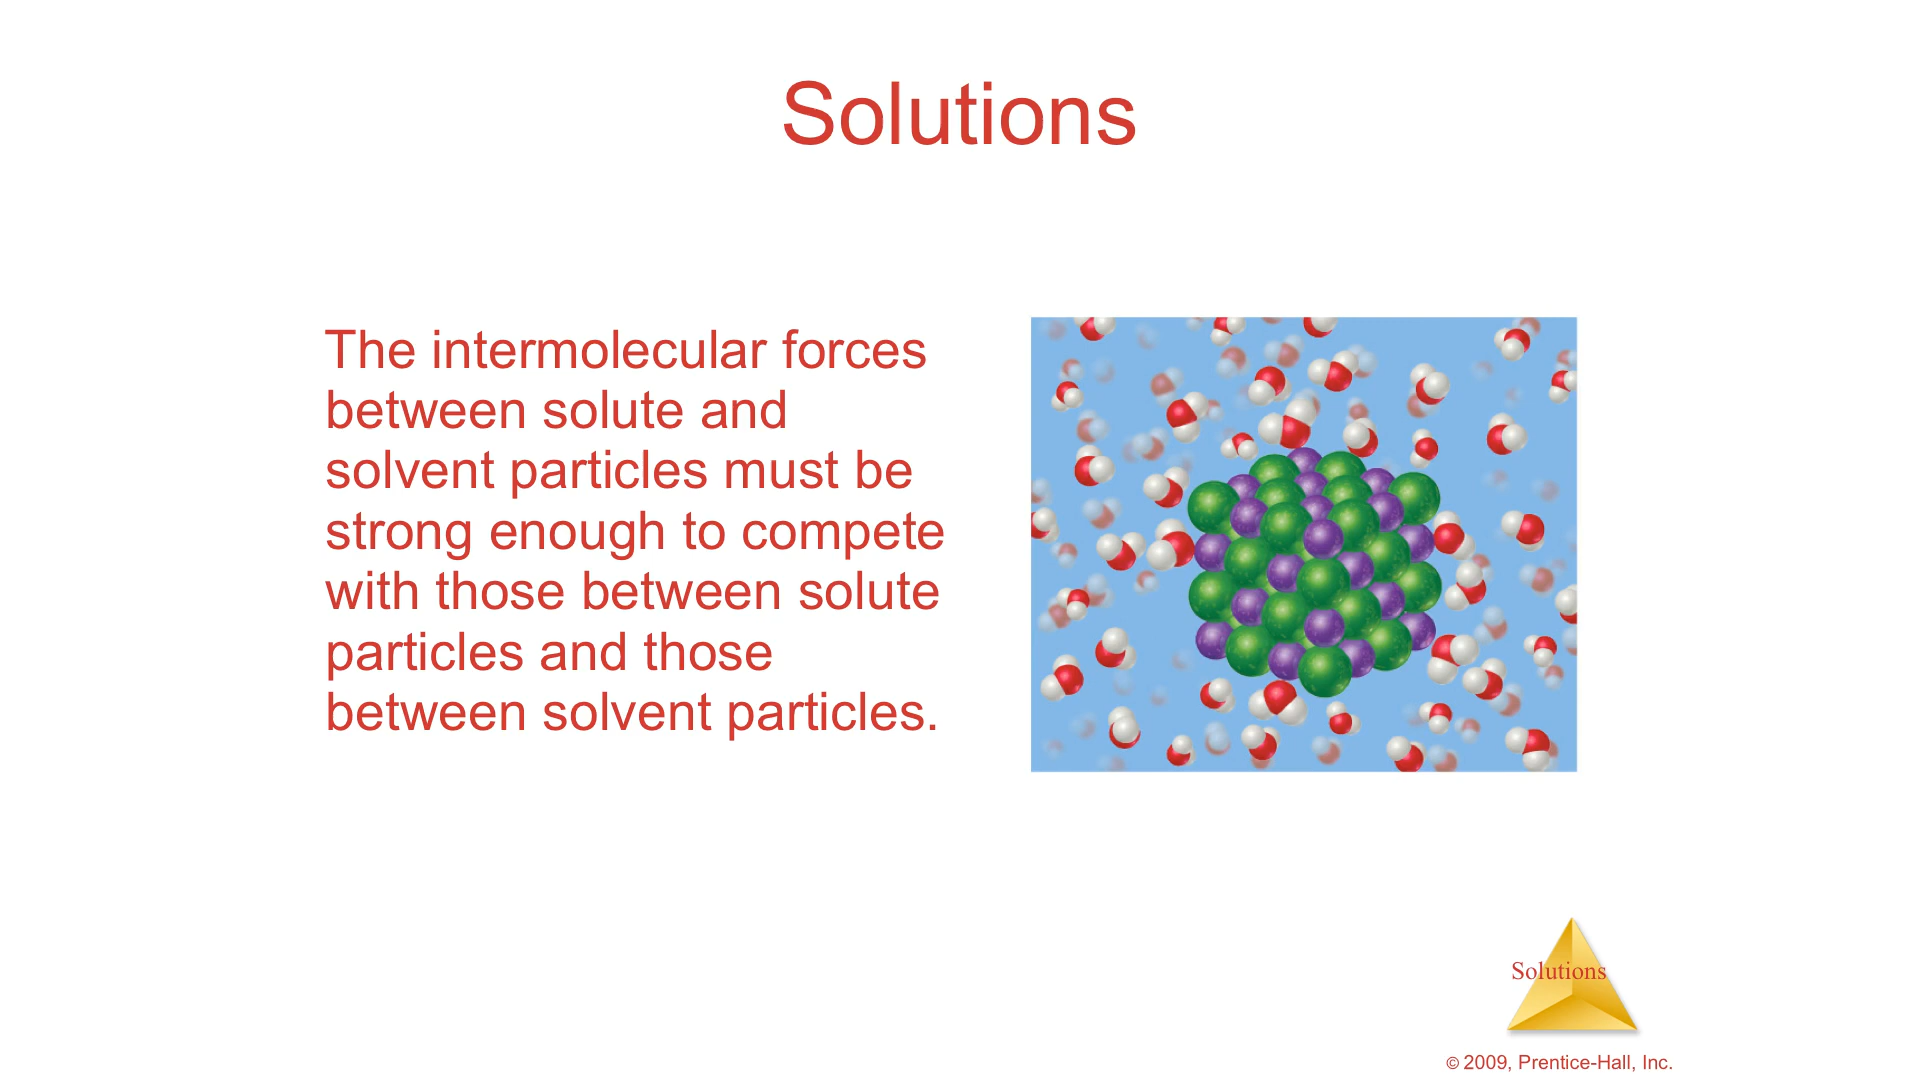 Solutions
The intermolecular forces
between solute and
solvent particles must be
strong enough to compete
with those between solute
particles and those
between solvent particles.
Solutions
© 2009, Prentice-Hall, Inc.